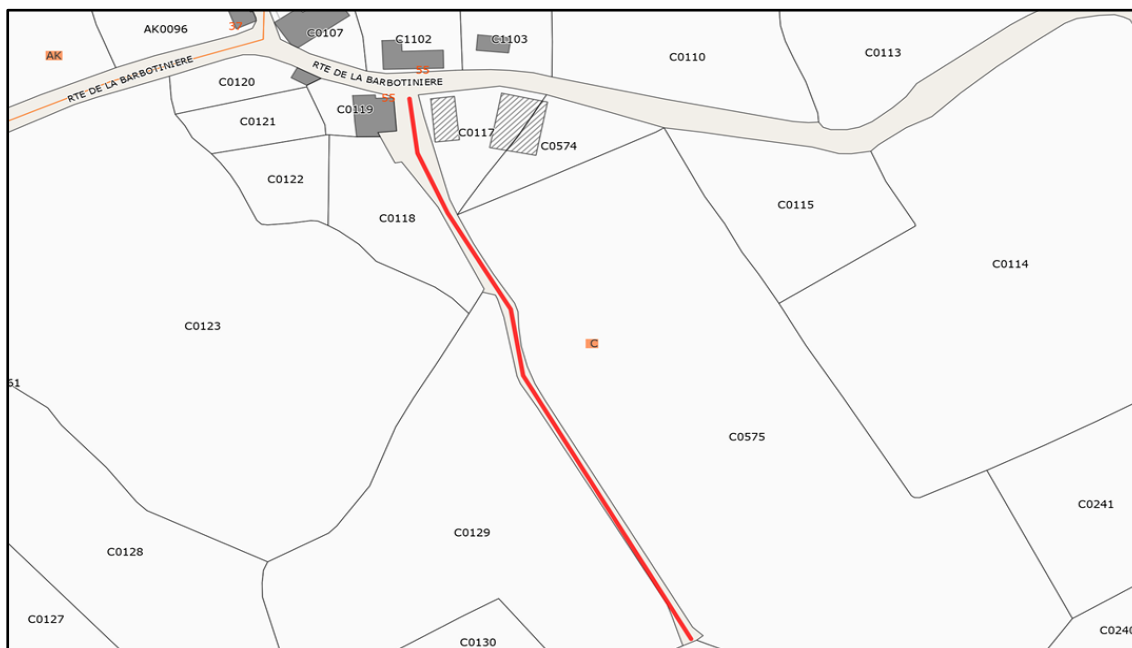 37
AK0096
C0107
C1102
C1103
AK
RTE DE LA BARBOTINIERE
RTE DE LA BARBOTINIERE
55
C0110
C0113
C0120
55
C0119
C0121
C0117
C0574
C0122
C0118
C0115
C0114
C0123
C
61
C0575
C0129
C0241
C0128
C0127
C0130
C0240